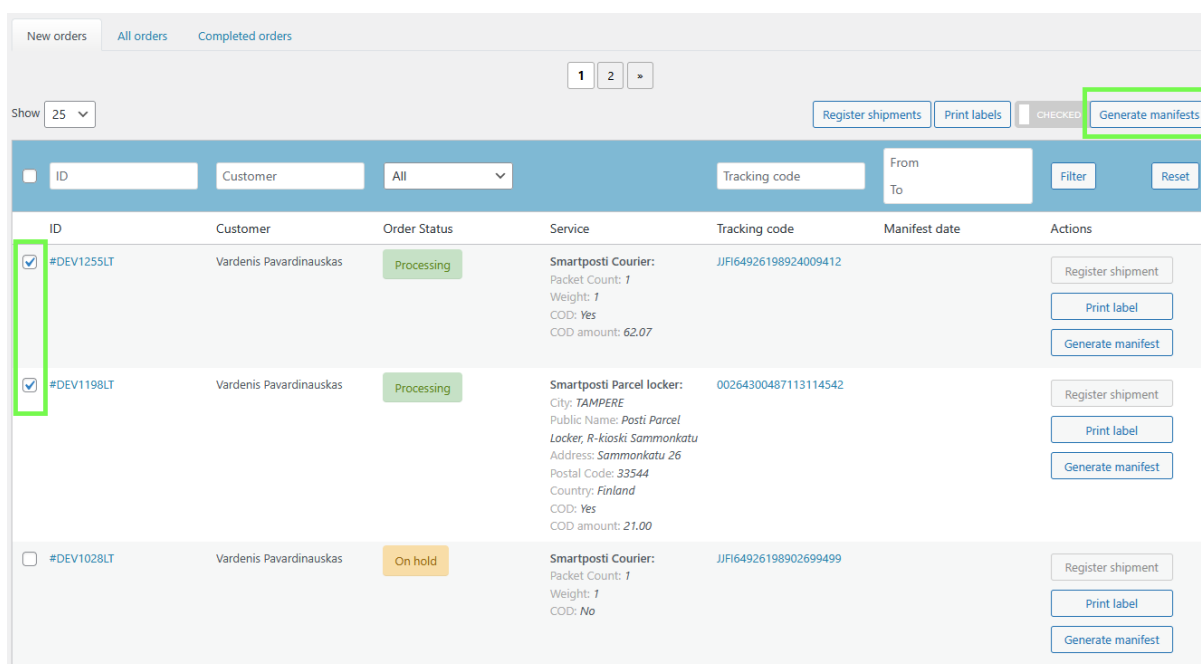 New orders All orders Completed orders
1 2 »
Show 25 Register shipments Print labels CHECKED Generate manifests
ID Customer All Tracking code From Filter Reset
To
ID Customer Order Status Service Tracking code Manifest date Actions
#DEV1255LT Vardenis Pavardinauskas Processing Smartposti Courier: JJFI64926198924009412 Register shipment
Packet Count: 1
Weight: 1 Print label
COD: Yes
COD amount: 62.07 Generate manifest
#DEV1198LT Vardenis Pavardinauskas Processing Smartposti Parcel locker: 00264300487113114542 Register shipment
City: TAMPERE
Public Name: Posti Parcel Print label
Locker, R-kioski Sammonkatu
Address: Sammonkatu 26 Generate manifest
Postal Code: 33544
Country: Finland
COD: Yes
COD amount: 21.00
#DEV1028LT Vardenis Pavardinauskas On hold Smartposti Courier: JJFI64926198902699499 Register shipment
Packet Count: 1
Weight: 1 Print label
COD: No
Generate manifest